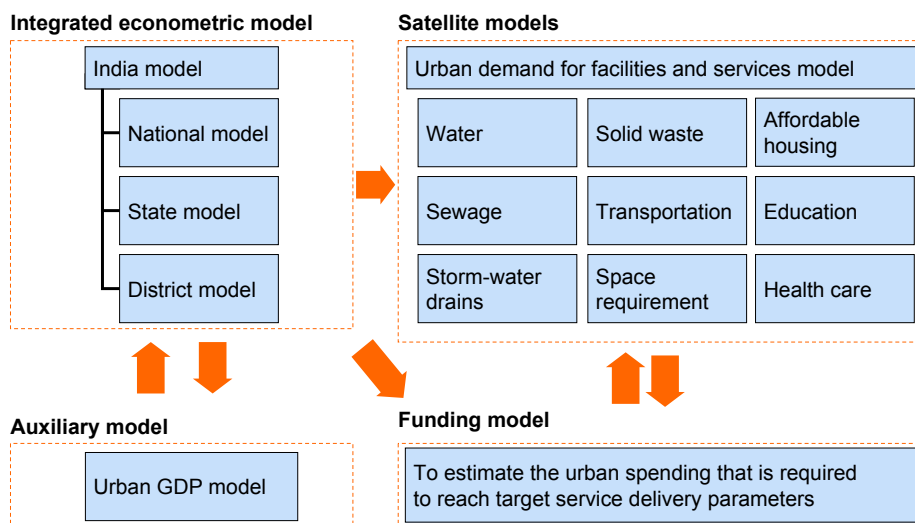 Integrated econometric model
India model
National model
State model
District model
Satellite models
Urban demand for facilities and services model
Water
Solid waste
Affordable
housing
Sewage
Transportation
Education
Storm-water
drains
Space
requirement
Health care
Auxiliary model
Urban GDP model
Funding model
To estimate the urban spending that is required
to reach target service delivery parameters